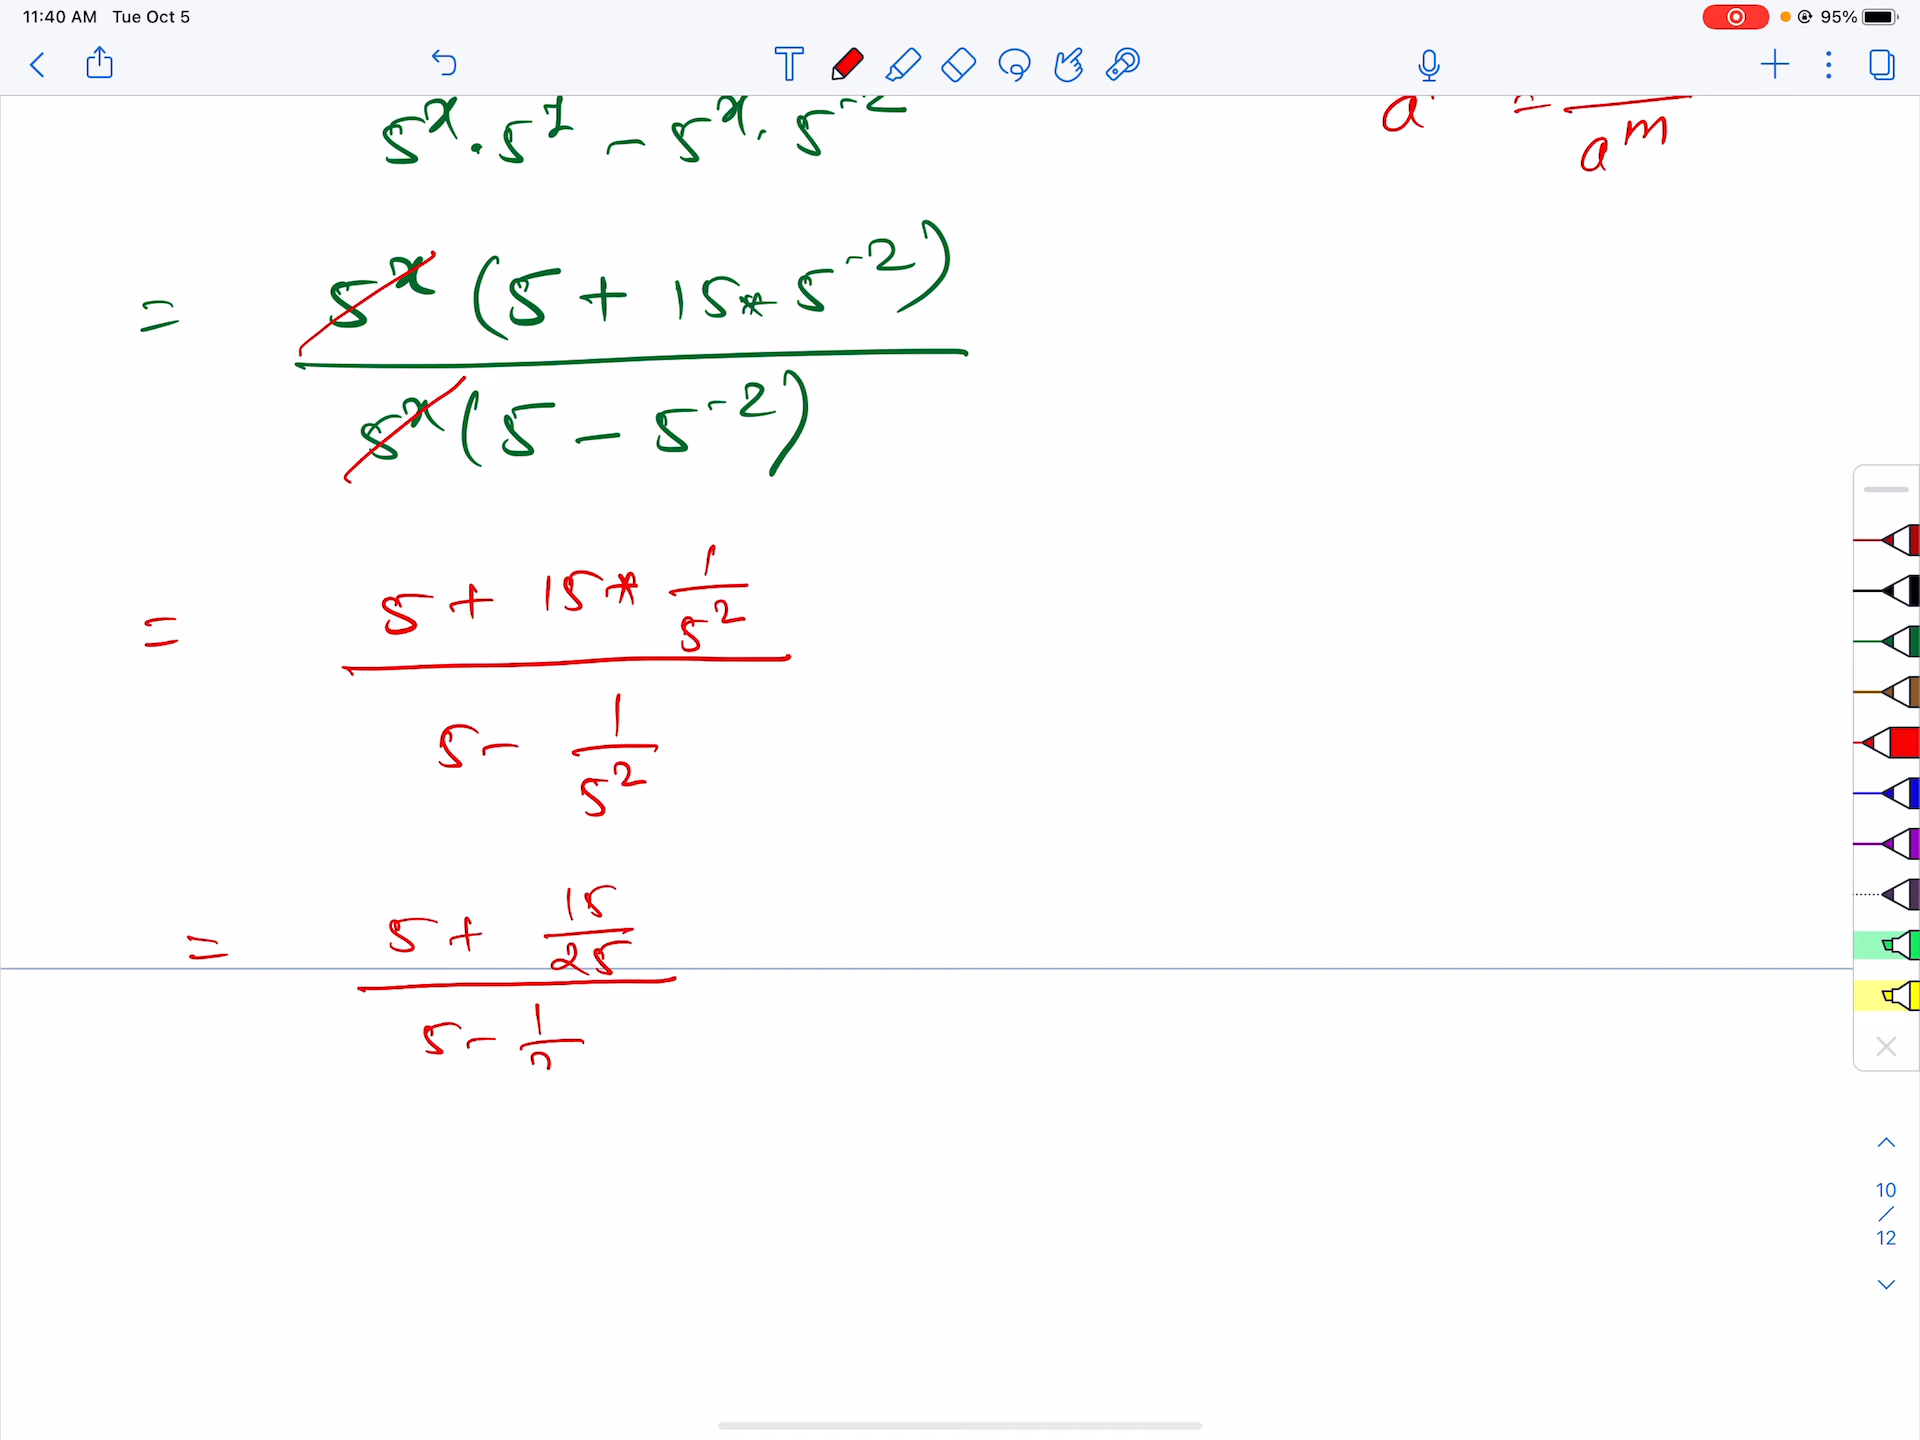 11:40 AM Tue Oct 5 95%
5^x · 5^1 − 5^x · 5^-2
a =
a^m
= 5^x (5 + 15 * 5^-2)
5^x (5 − 5^-2)
= 5 + 15 * 1/5^2
5 − 1/5^2
= 5 + 15/25
5 − 1/2
10
/
12